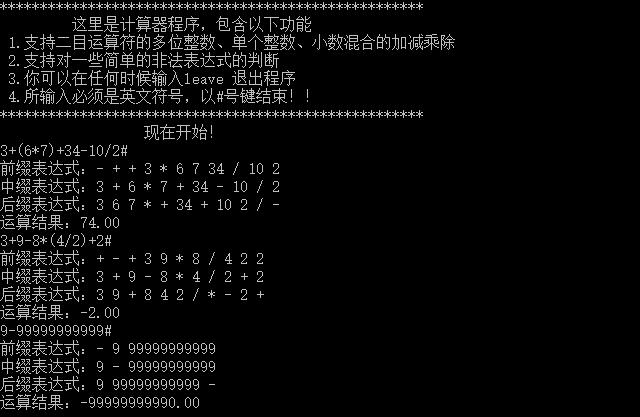 ***********************************************************
这里是计算器程序，包含以下功能
1.支持二目运算符的多位整数、单个整数、小数混合的加减乘除
2.支持对一些简单的非法表达式的判断
3.你可以在任何时候输入leave 退出程序
4.所输入必须是英文符号，以#号键结束！！
***********************************************************
现在开始!
3+(6*7)+34-10/2#
前缀表达式：- + + 3 * 6 7 34 / 10 2
中缀表达式：3 + 6 * 7 + 34 - 10 / 2
后缀表达式：3 6 7 * + 34 + 10 2 / -
运算结果：74.00
3+9-8*(4/2)+2#
前缀表达式：+ - + 3 9 * 8 / 4 2 2
中缀表达式：3 + 9 - 8 * 4 / 2 + 2
后缀表达式：3 9 + 8 4 2 / * - 2 +
运算结果：-2.00
9-99999999999#
前缀表达式：- 9 99999999999
中缀表达式：9 - 99999999999
后缀表达式：9 99999999999 -
运算结果：-99999999990.00